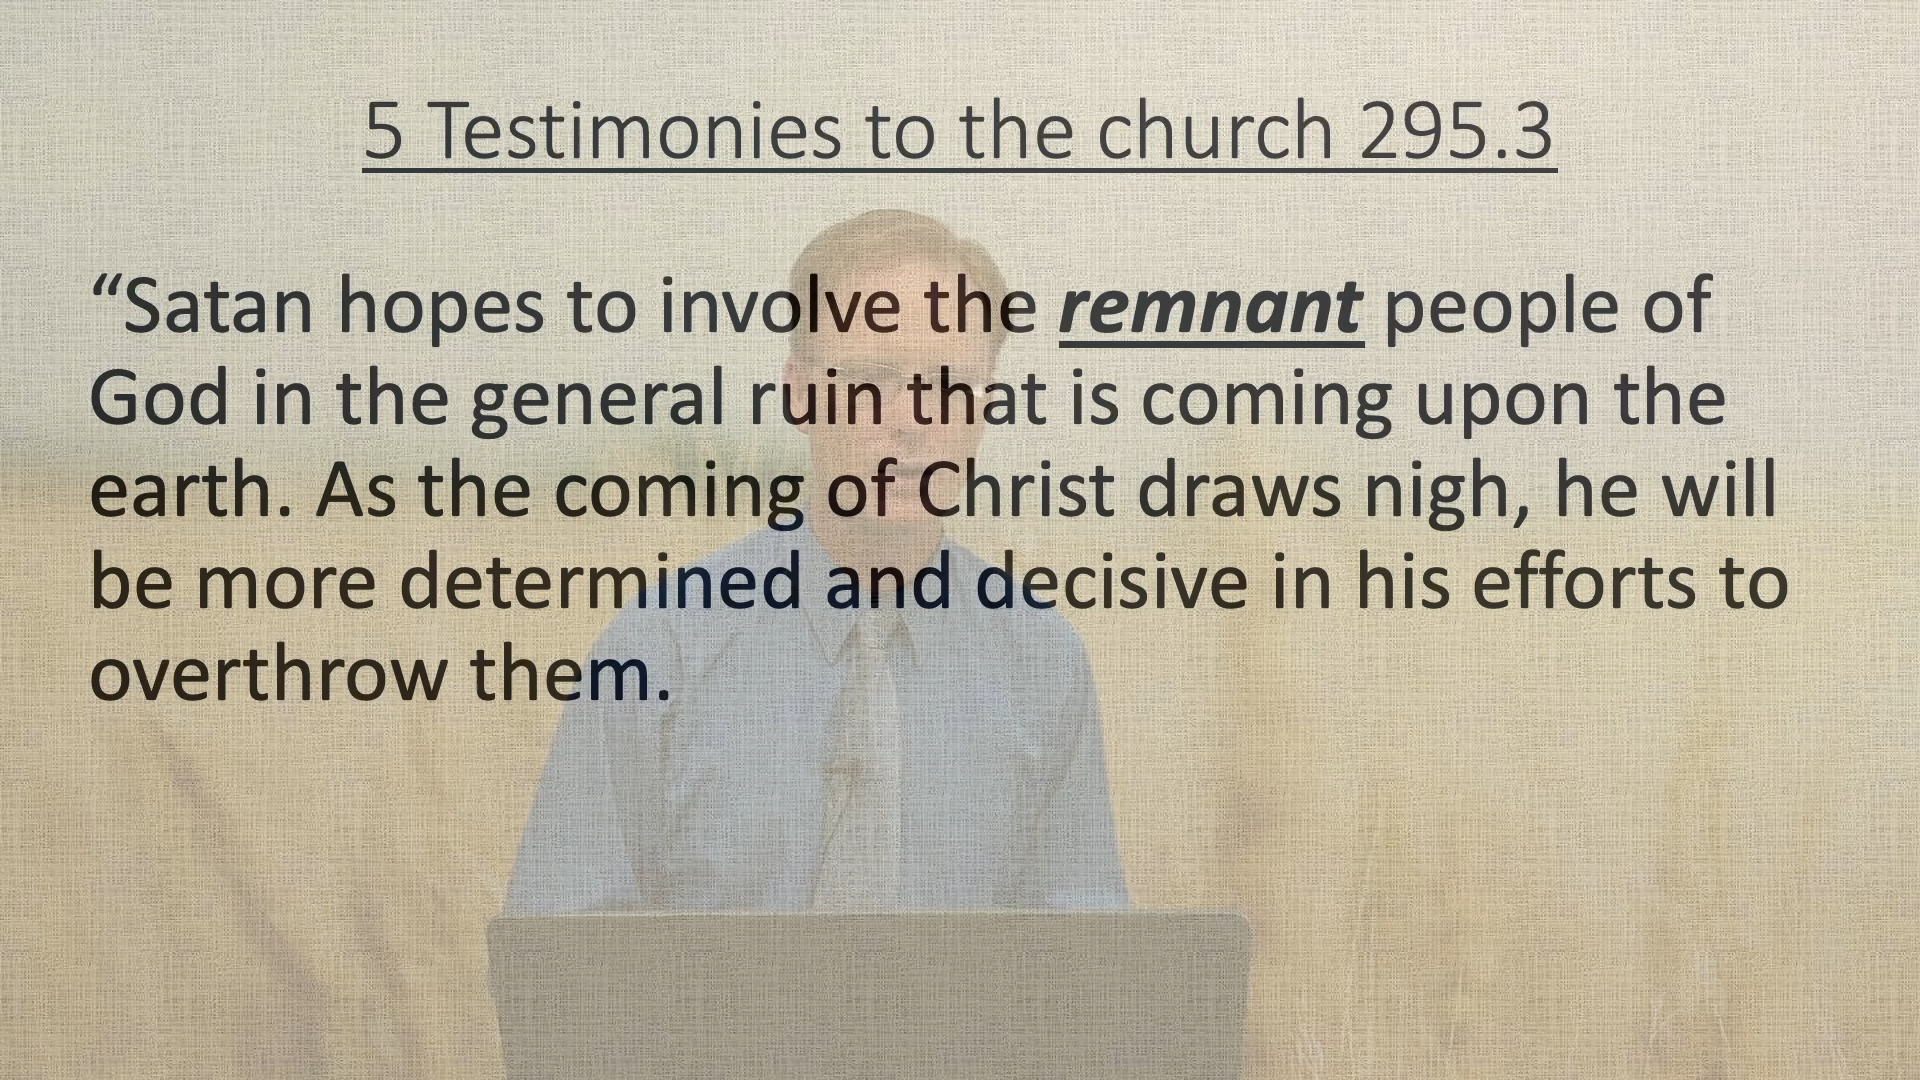 5 Testimonies to the church 295.3
“Satan hopes to involve the remnant people of
God in the general ruin that is coming upon the
earth. As the coming of Christ draws nigh, he will
be more determined and decisive in his efforts to
overthrow them.